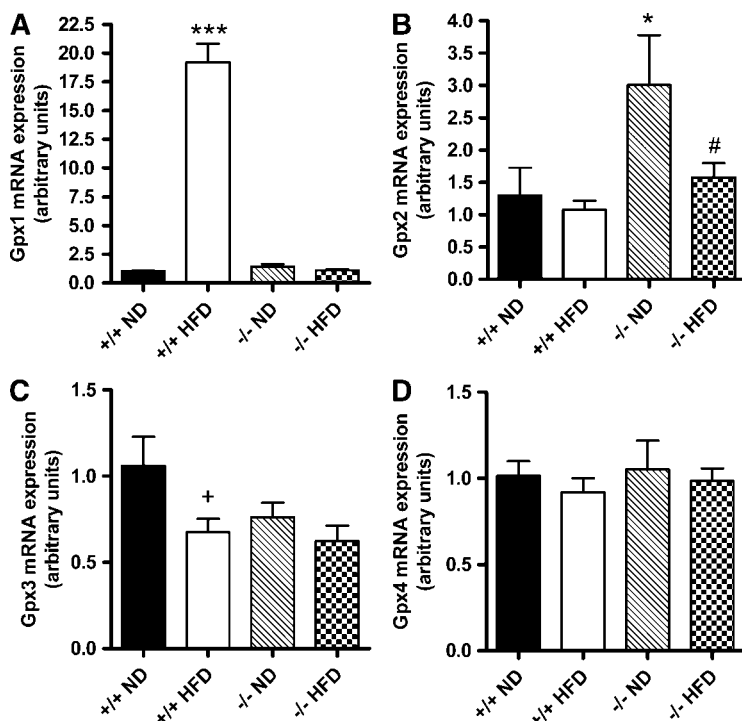 A
Gpx1 mRNA expression
(arbitrary units)
22.5
20.0
17.5
15.0
12.5
10.0
7.5
5.0
2.5
0.0
***
+/+ ND
+/+ HFD
-/- ND
-/- HFD
B
Gpx2 mRNA expression
(arbitrary units)
4.0
3.5
3.0
2.5
2.0
1.5
1.0
0.5
0.0
*
#
+/+ ND
+/+ HFD
-/- ND
-/- HFD
C
Gpx3 mRNA expression
(arbitrary units)
1.5
1.0
0.5
0.0
+
+/+ ND
+/+ HFD
-/- ND
-/- HFD
D
Gpx4 mRNA expression
(arbitrary units)
1.5
1.0
0.5
0.0
+/+ ND
+/+ HFD
-/- ND
-/- HFD